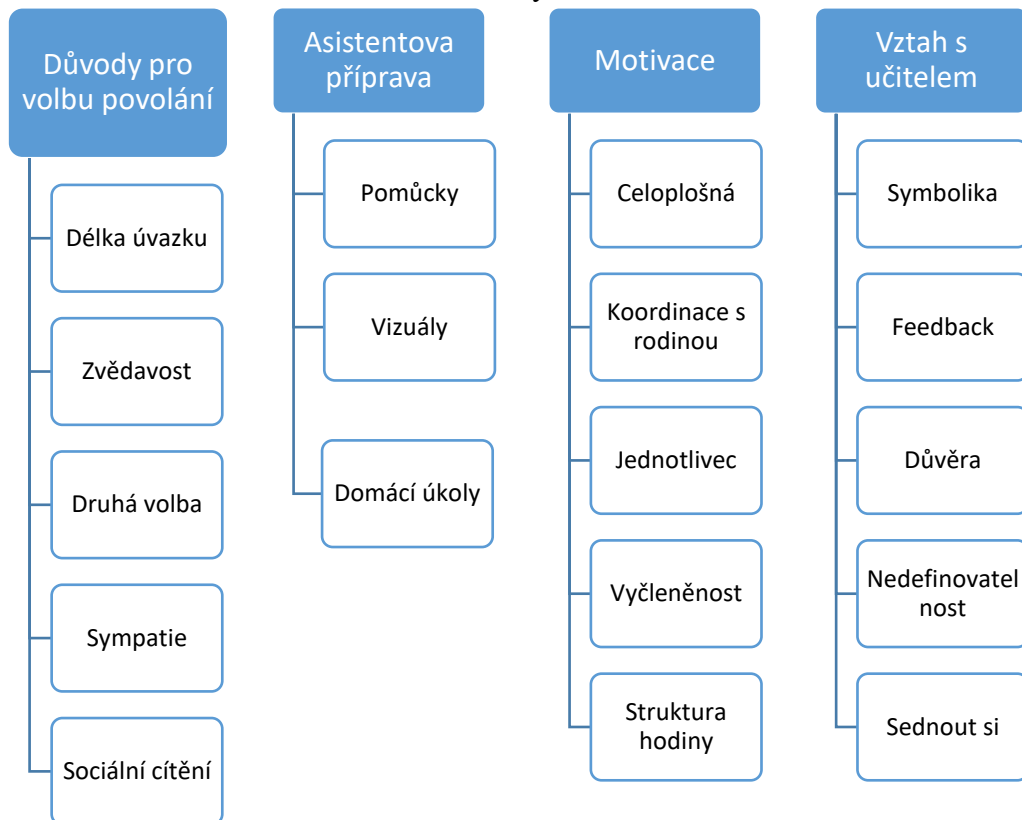 Důvody pro
volbu povolání
Délka úvazku
Zvědavost
Druhá volba
Sympatie
Sociální cítění
Asistentova
příprava
Pomůcky
Vizuály
Domácí úkoly
Motivace
Celoplošná
Koordinace s
rodinou
Jednotlivec
Vyčleněnost
Struktura
hodiny
Vztah s
učitelem
Symbolika
Feedback
Důvěra
Nedefinovatel
nost
Sednout si